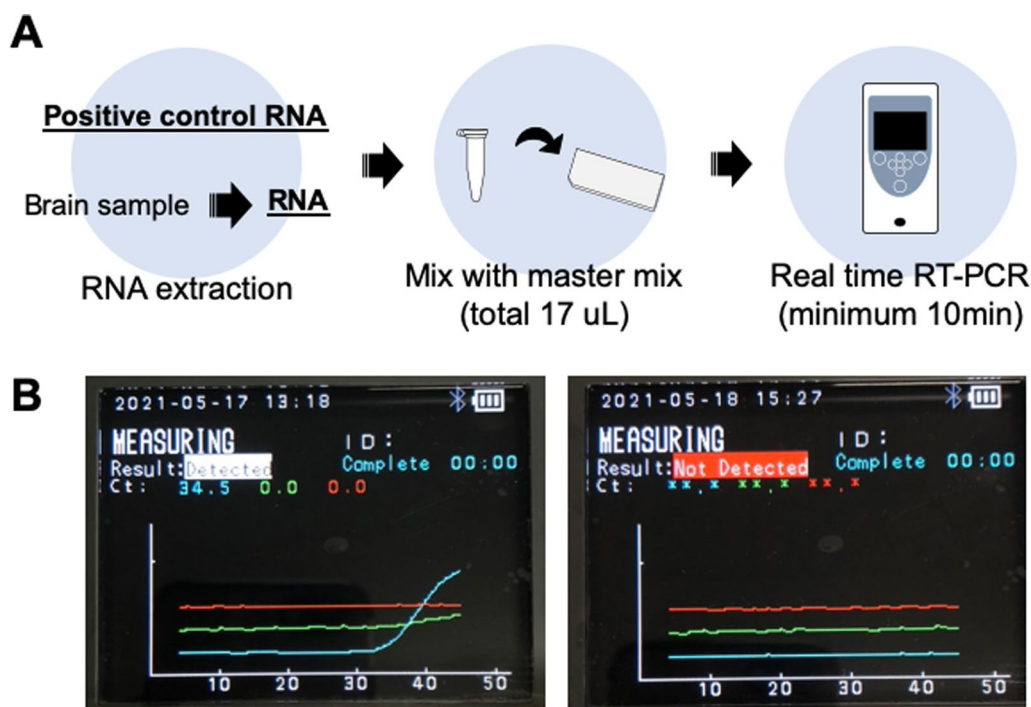 A
Positive control RNA
Brain sample RNA
RNA extraction
Mix with master mix
(total 17 uL)
Real time RT-PCR
(minimum 10min)
B
2021-05-17 13:18
MEASURING ID:
Result:Detected Complete 00:00
Ct: 34.5 0.0 0.0
10 20 30 40 50
2021-05-18 15:27
MEASURING ID:
Result:Not Detected Complete 00:00
Ct: **.* **.* **.*
10 20 30 40 50